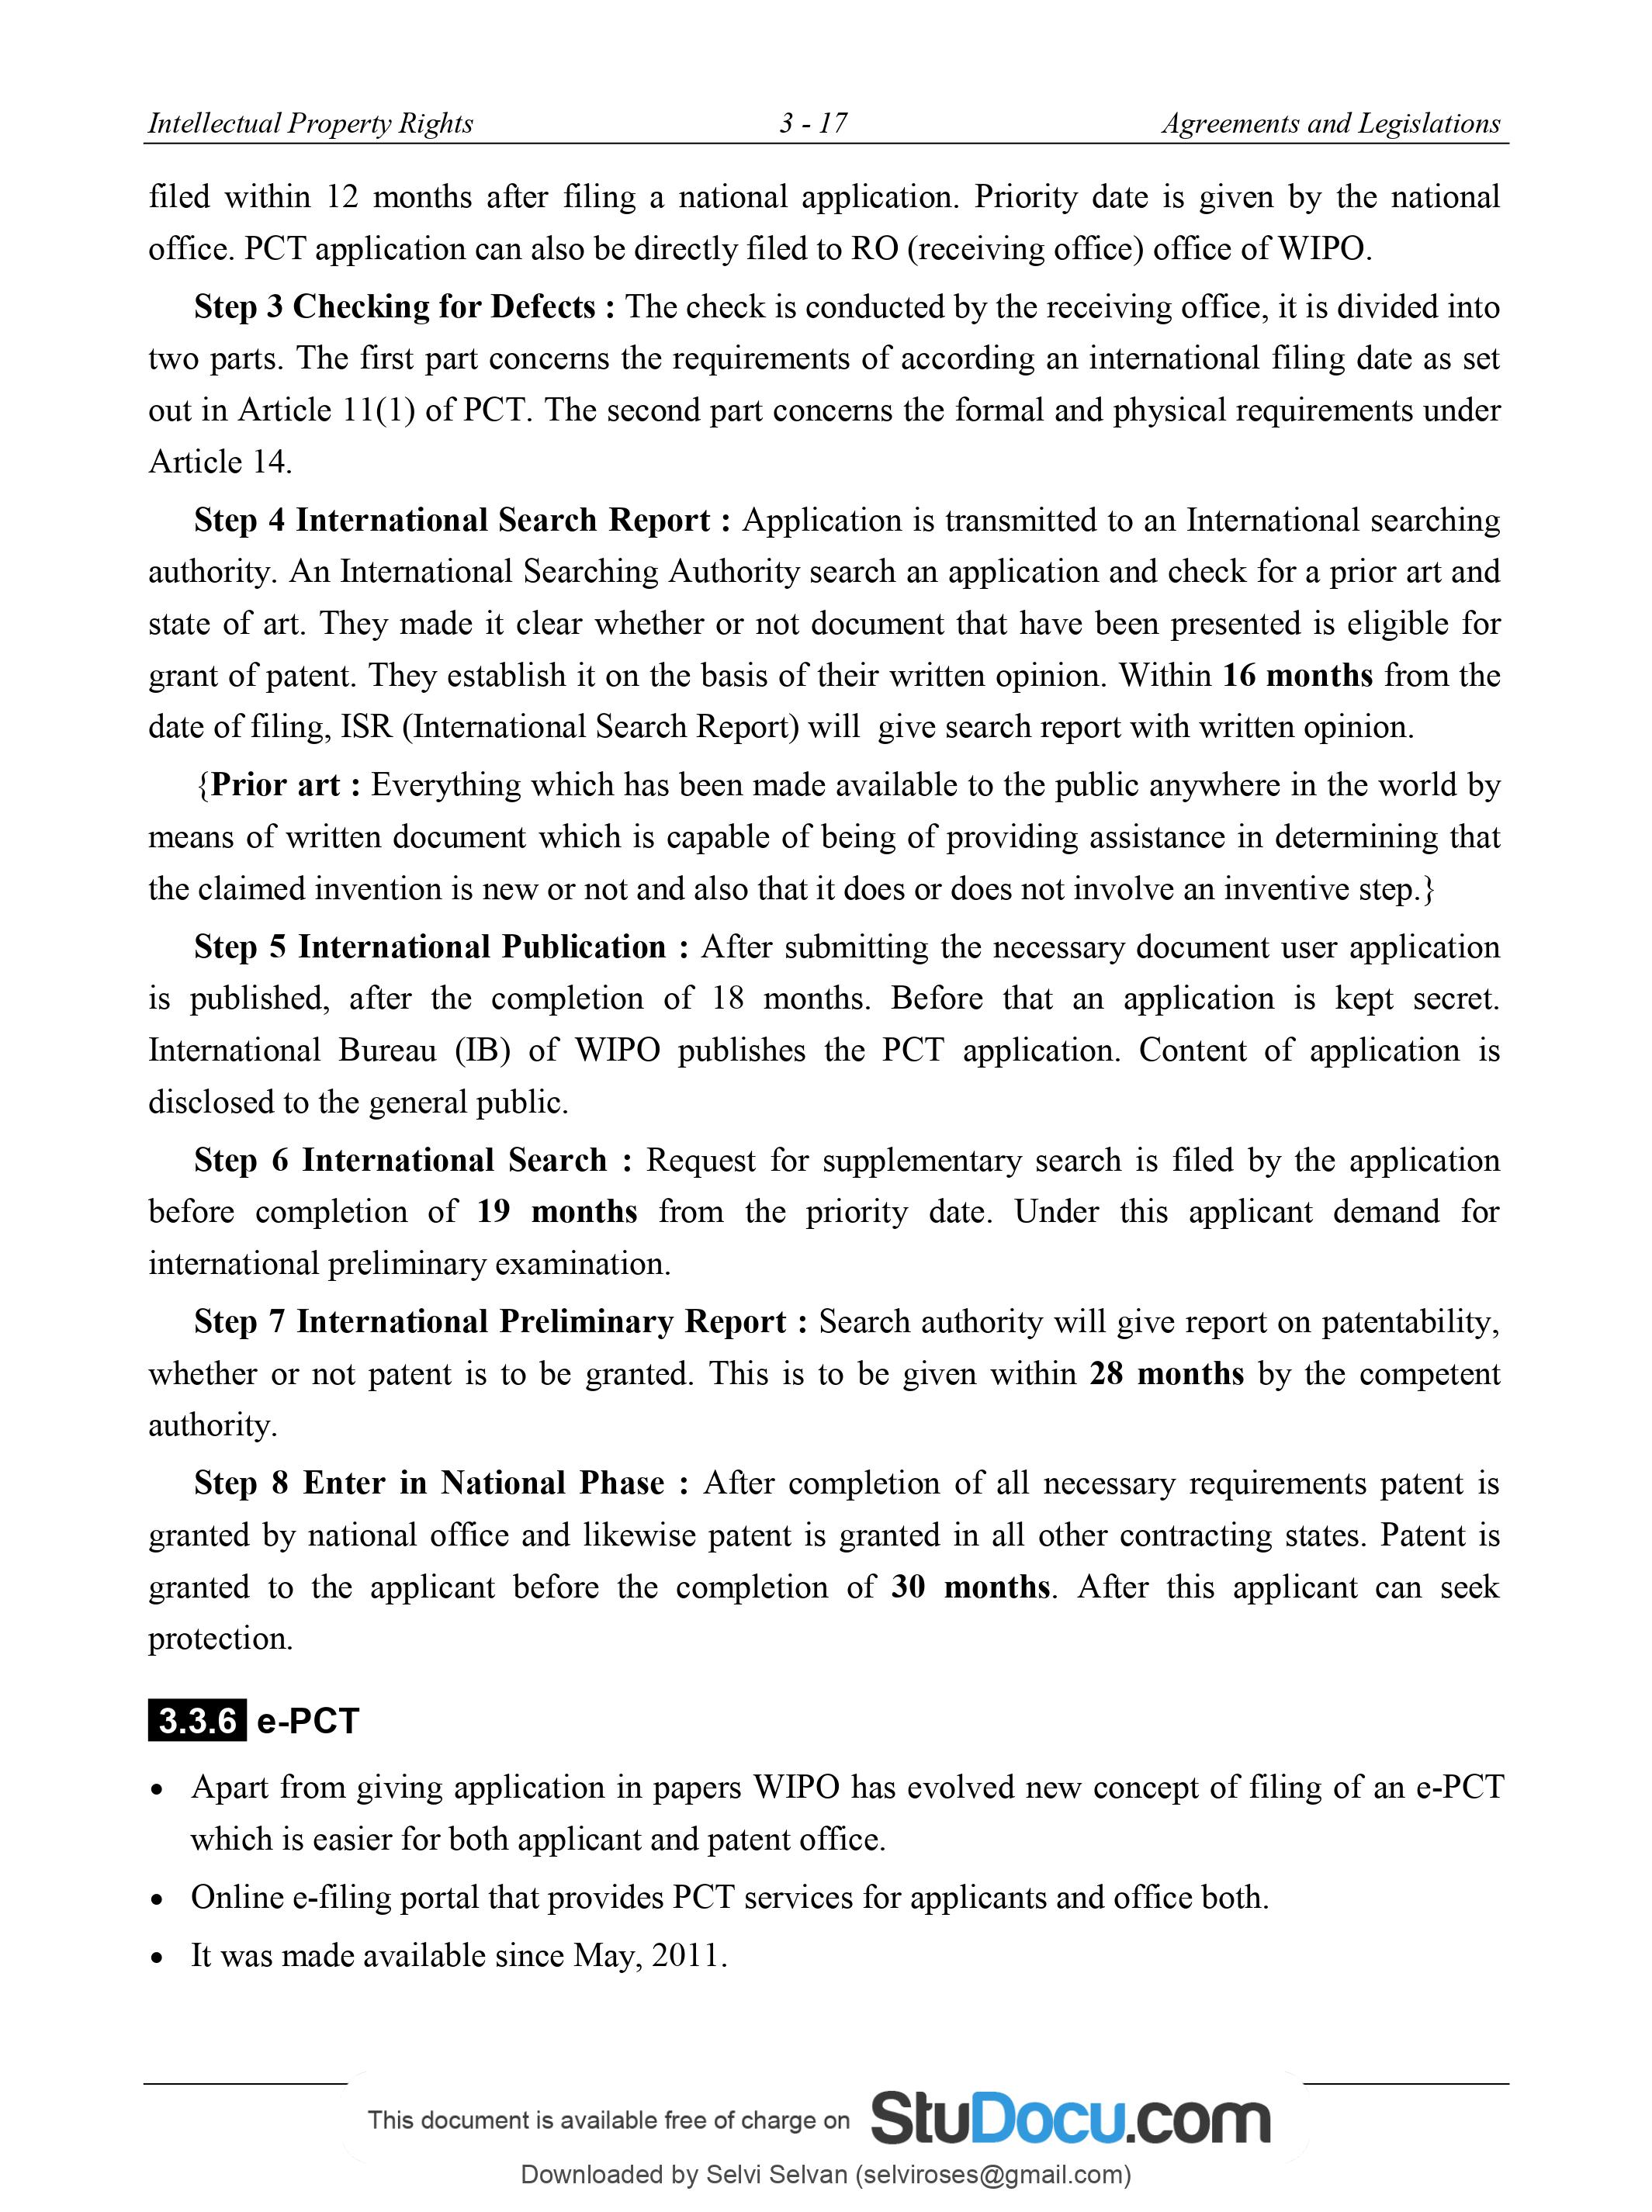 Intellectual Property Rights 3 - 17 Agreements and Legislations
filed within 12 months after filing a national application. Priority date is given by the national
office. PCT application can also be directly filed to RO (receiving office) office of WIPO.
Step 3 Checking for Defects : The check is conducted by the receiving office, it is divided into
two parts. The first part concerns the requirements of according an international filing date as set
out in Article 11(1) of PCT. The second part concerns the formal and physical requirements under
Article 14.
Step 4 International Search Report : Application is transmitted to an International searching
authority. An International Searching Authority search an application and check for a prior art and
state of art. They made it clear whether or not document that have been presented is eligible for
grant of patent. They establish it on the basis of their written opinion. Within 16 months from the
date of filing, ISR (International Search Report) will give search report with written opinion.
{Prior art : Everything which has been made available to the public anywhere in the world by
means of written document which is capable of being of providing assistance in determining that
the claimed invention is new or not and also that it does or does not involve an inventive step.}
Step 5 International Publication : After submitting the necessary document user application
is published, after the completion of 18 months. Before that an application is kept secret.
International Bureau (IB) of WIPO publishes the PCT application. Content of application is
disclosed to the general public.
Step 6 International Search : Request for supplementary search is filed by the application
before completion of 19 months from the priority date. Under this applicant demand for
international preliminary examination.
Step 7 International Preliminary Report : Search authority will give report on patentability,
whether or not patent is to be granted. This is to be given within 28 months by the competent
authority.
Step 8 Enter in National Phase : After completion of all necessary requirements patent is
granted by national office and likewise patent is granted in all other contracting states. Patent is
granted to the applicant before the completion of 30 months. After this applicant can seek
protection.
3.3.6 e-PCT
• Apart from giving application in papers WIPO has evolved new concept of filing of an e-PCT
which is easier for both applicant and patent office.
• Online e-filing portal that provides PCT services for applicants and office both.
• It was made available since May, 2011.
This document is available free of charge on StuDocu.com
Downloaded by Selvi Selvan (selviroses@gmail.com)